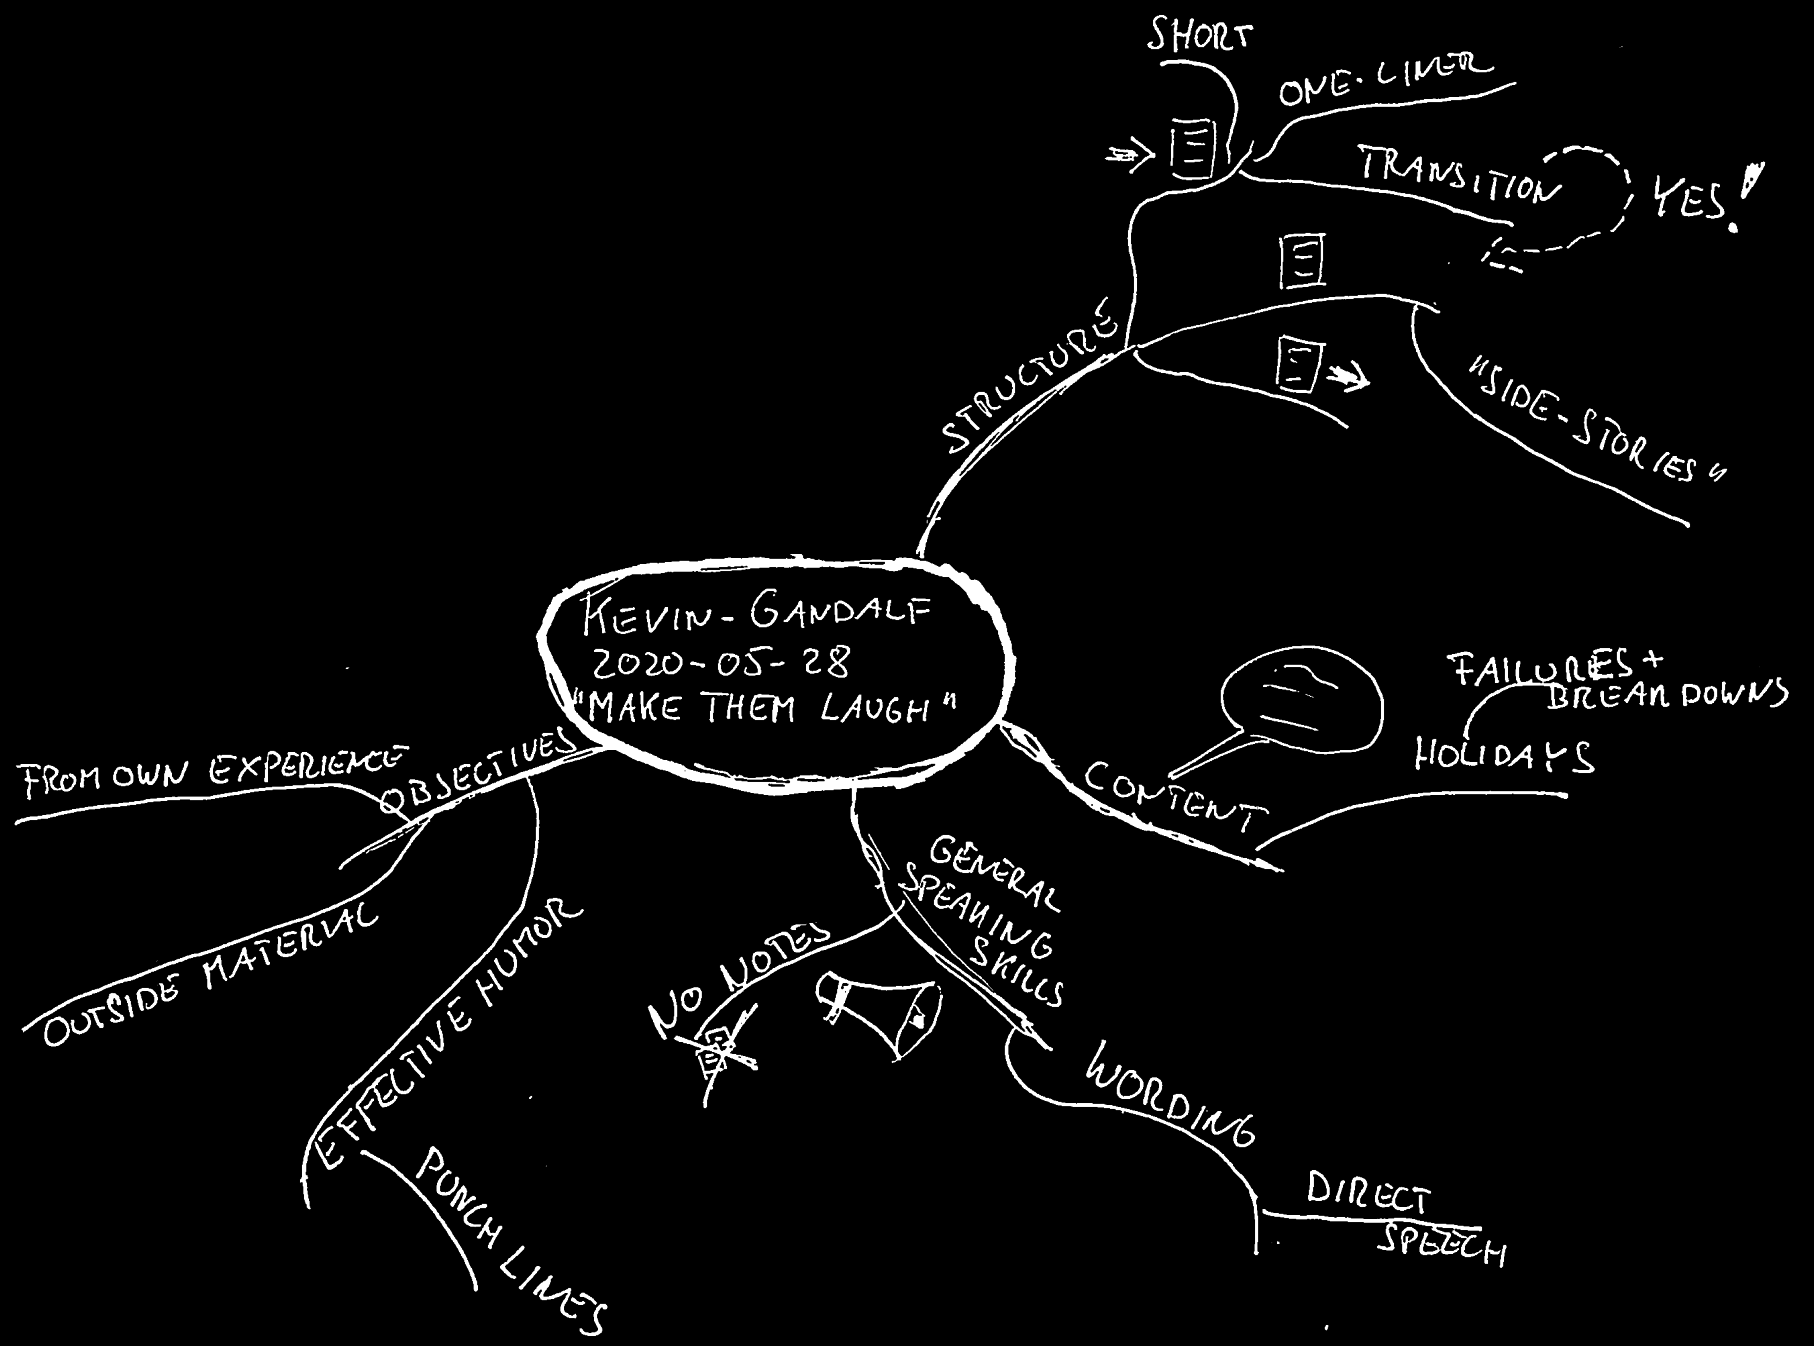 SHORT
ONE-LINER
TRANSITION
YES!
STRUCTURE
"SIDE-STORIES"
KEVIN-GANDALF
2020-05-28
"MAKE THEM LAUGH"
FAILURES +
BREAKDOWNS
HOLIDAYS
CONTENT
GENERAL
SPEAKING
SKILLS
NO NOTES
WORDING
DIRECT
SPEECH
OBJECTIVES
FROM OWN EXPERIENCE
OUTSIDE MATERIAL
EFFECTIVE HUMOR
PUNCH LINES